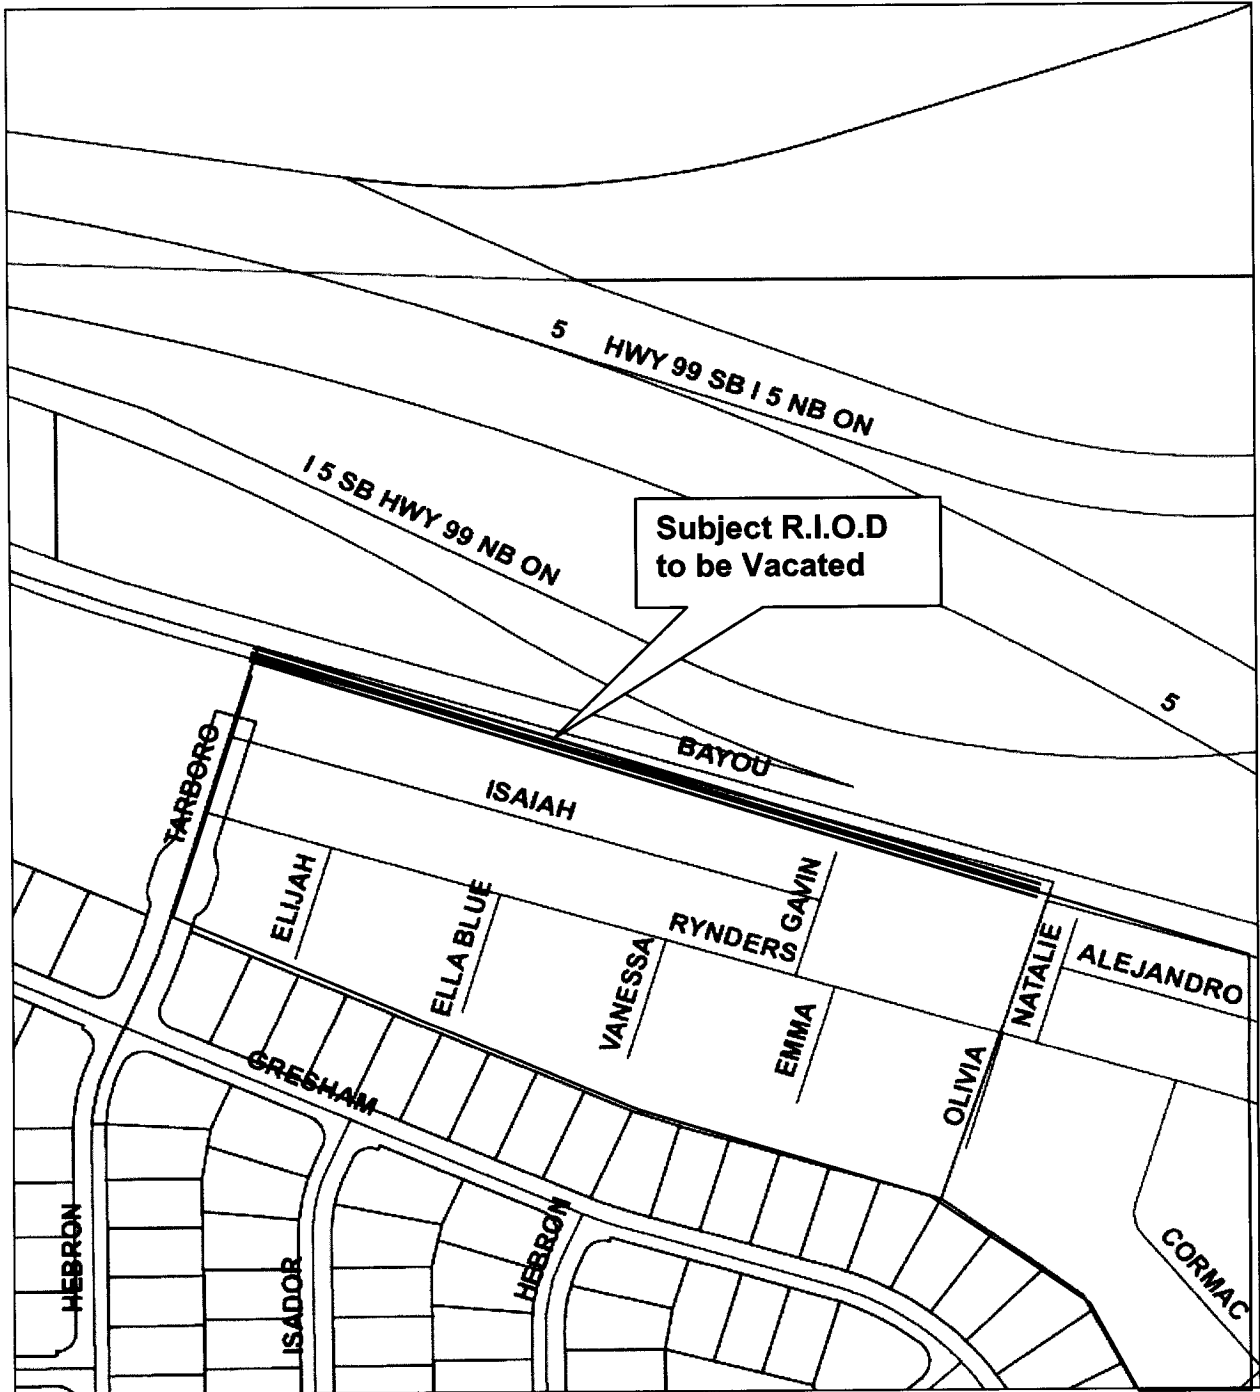 5
HWY 99 SB I 5 NB ON
I 5 SB HWY 99 NB ON
Subject R.I.O.D
to be Vacated
5
TARBORO
BAYOU
ISAIAH
ELIJAH
ELLA BLUE
GAVIN
RYNDERS
VANESSA
NATALIE
ALEJANDRO
EMMA
OLIVIA
GRESHAM
HEBRON
ISADOR
HEBRON
CORMAC